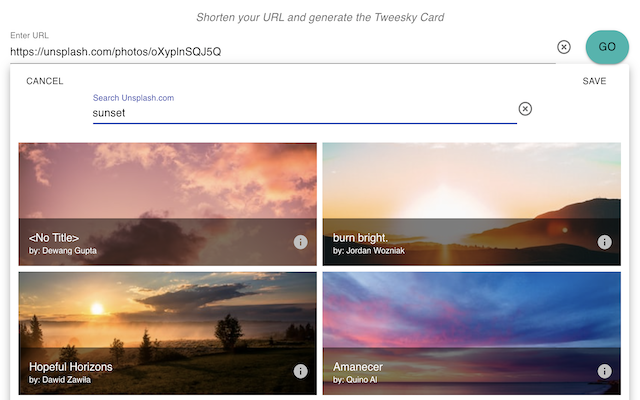 Shorten your URL and generate the Tweesky Card
Enter URL
https://unsplash.com/photos/oXyplnSQJ5Q
GO
CANCEL
SAVE
Search Unsplash.com
sunset
<No Title>
by: Dewang Gupta
burn bright.
by: Jordan Wozniak
Hopeful Horizons
by: Dawid Zawiła
Amanecer
by: Quino Al